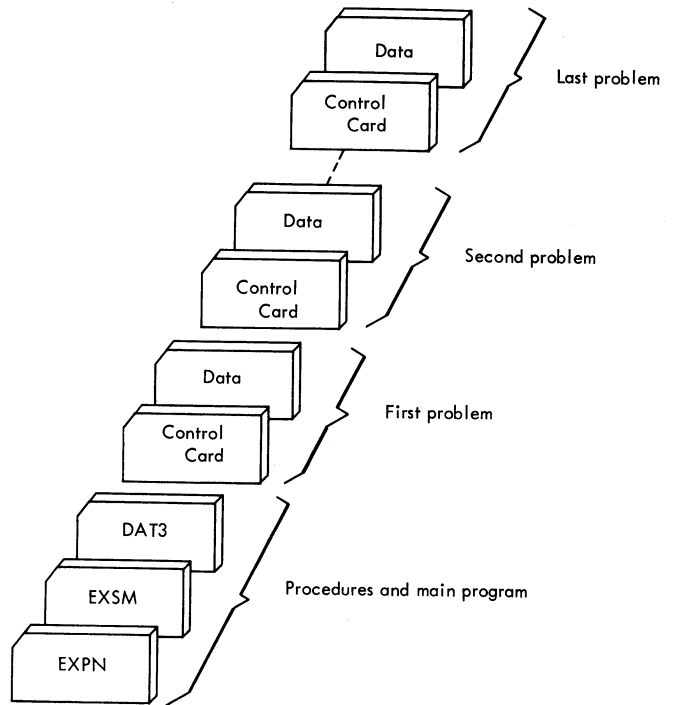 Data
Control
Card
Last problem
Data
Control
Card
Second problem
Data
Control
Card
First problem
DAT3
EXSM
EXPN
Procedures and main program